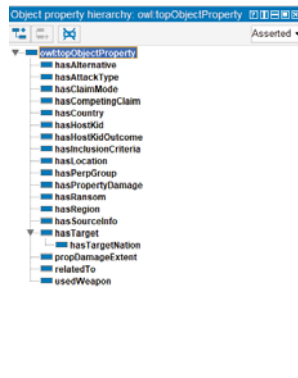 Object property hierarchy: owl:topObjectProperty
Asserted
owl:topObjectProperty
hasAlternative
hasAttackType
hasClaimMode
hasCompetingClaim
hasCountry
hasHostKid
hasHostKidOutcome
hasInclusionCriteria
hasLocation
hasPerpGroup
hasPropertyDamage
hasRansom
hasRegion
hasSourceInfo
hasTarget
hasTargetNation
propDamageExtent
relatedTo
usedWeapon